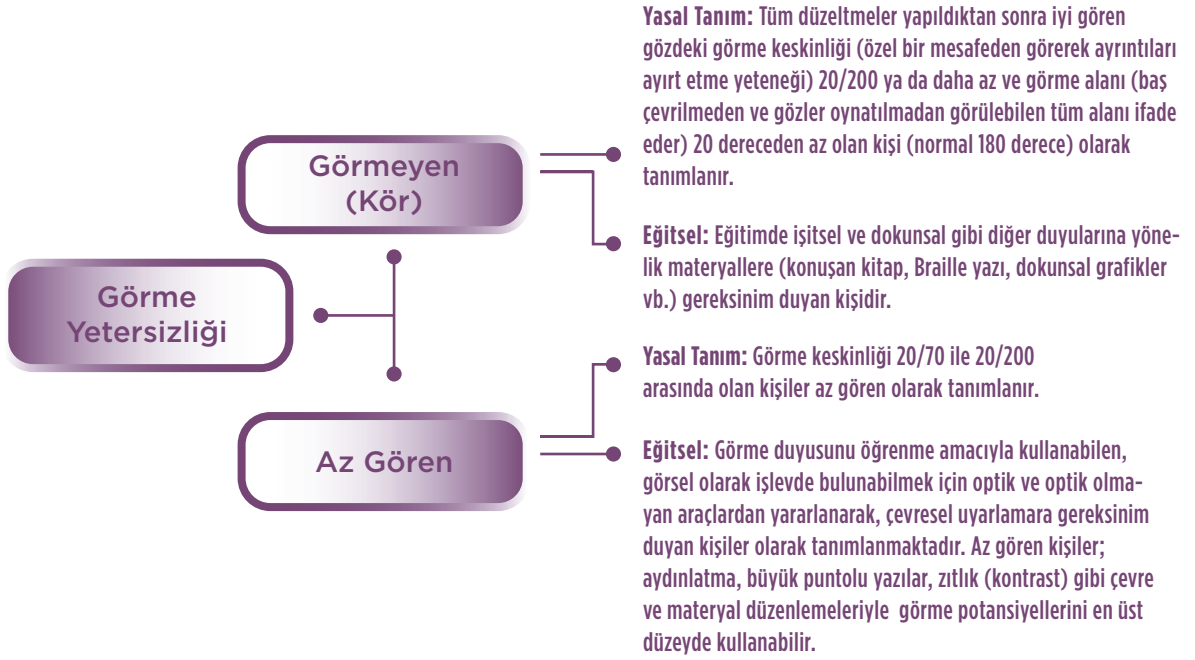 Görme
Yetersizliği
Görmeyen
(Kör)
Yasal Tanım: Tüm düzeltmeler yapıldıktan sonra iyi gören
gözdeki görme keskinliği (özel bir mesafeden görerek ayrıntıları
ayırt etme yeteneği) 20/200 ya da daha az ve görme alanı (baş
çevrilmeden ve gözler oynatılmadan görülebilen tüm alanı ifade
eder) 20 dereceden az olan kişi (normal 180 derece) olarak
tanımlanır.
Eğitsel: Eğitimde işitsel ve dokunsal gibi diğer duyularına yöne-
lik materyallere (konuşan kitap, Braille yazı, dokunsal grafikler
vb.) gereksinim duyan kişidir.
Az Gören
Yasal Tanım: Görme keskinliği 20/70 ile 20/200
arasında olan kişiler az gören olarak tanımlanır.
Eğitsel: Görme duyusunu öğrenme amacıyla kullanabilen,
görsel olarak işlevde bulunabilmek için optik ve optik olma-
yan araçlardan yararlanarak, çevresel uyarlamara gereksinim
duyan kişiler olarak tanımlanmaktadır. Az gören kişiler;
aydınlatma, büyük puntolu yazılar, zıtlık (kontrast) gibi çevre
ve materyal düzenlemeleriyle görme potansiyellerini en üst
düzeyde kullanabilir.